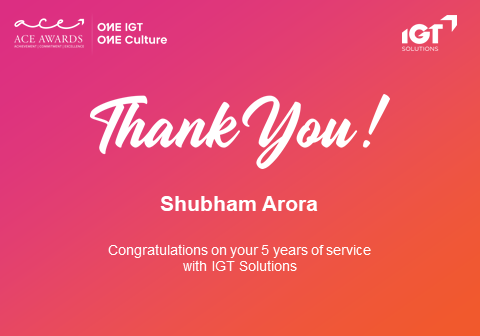 ace
ACE AWARDS
ACHIEVEMENT | COMMITMENT | EXCELLENCE
ONE IGT
ONE Culture
IGT
SOLUTIONS
Thank You!
Shubham Arora
Congratulations on your 5 years of service
with IGT Solutions